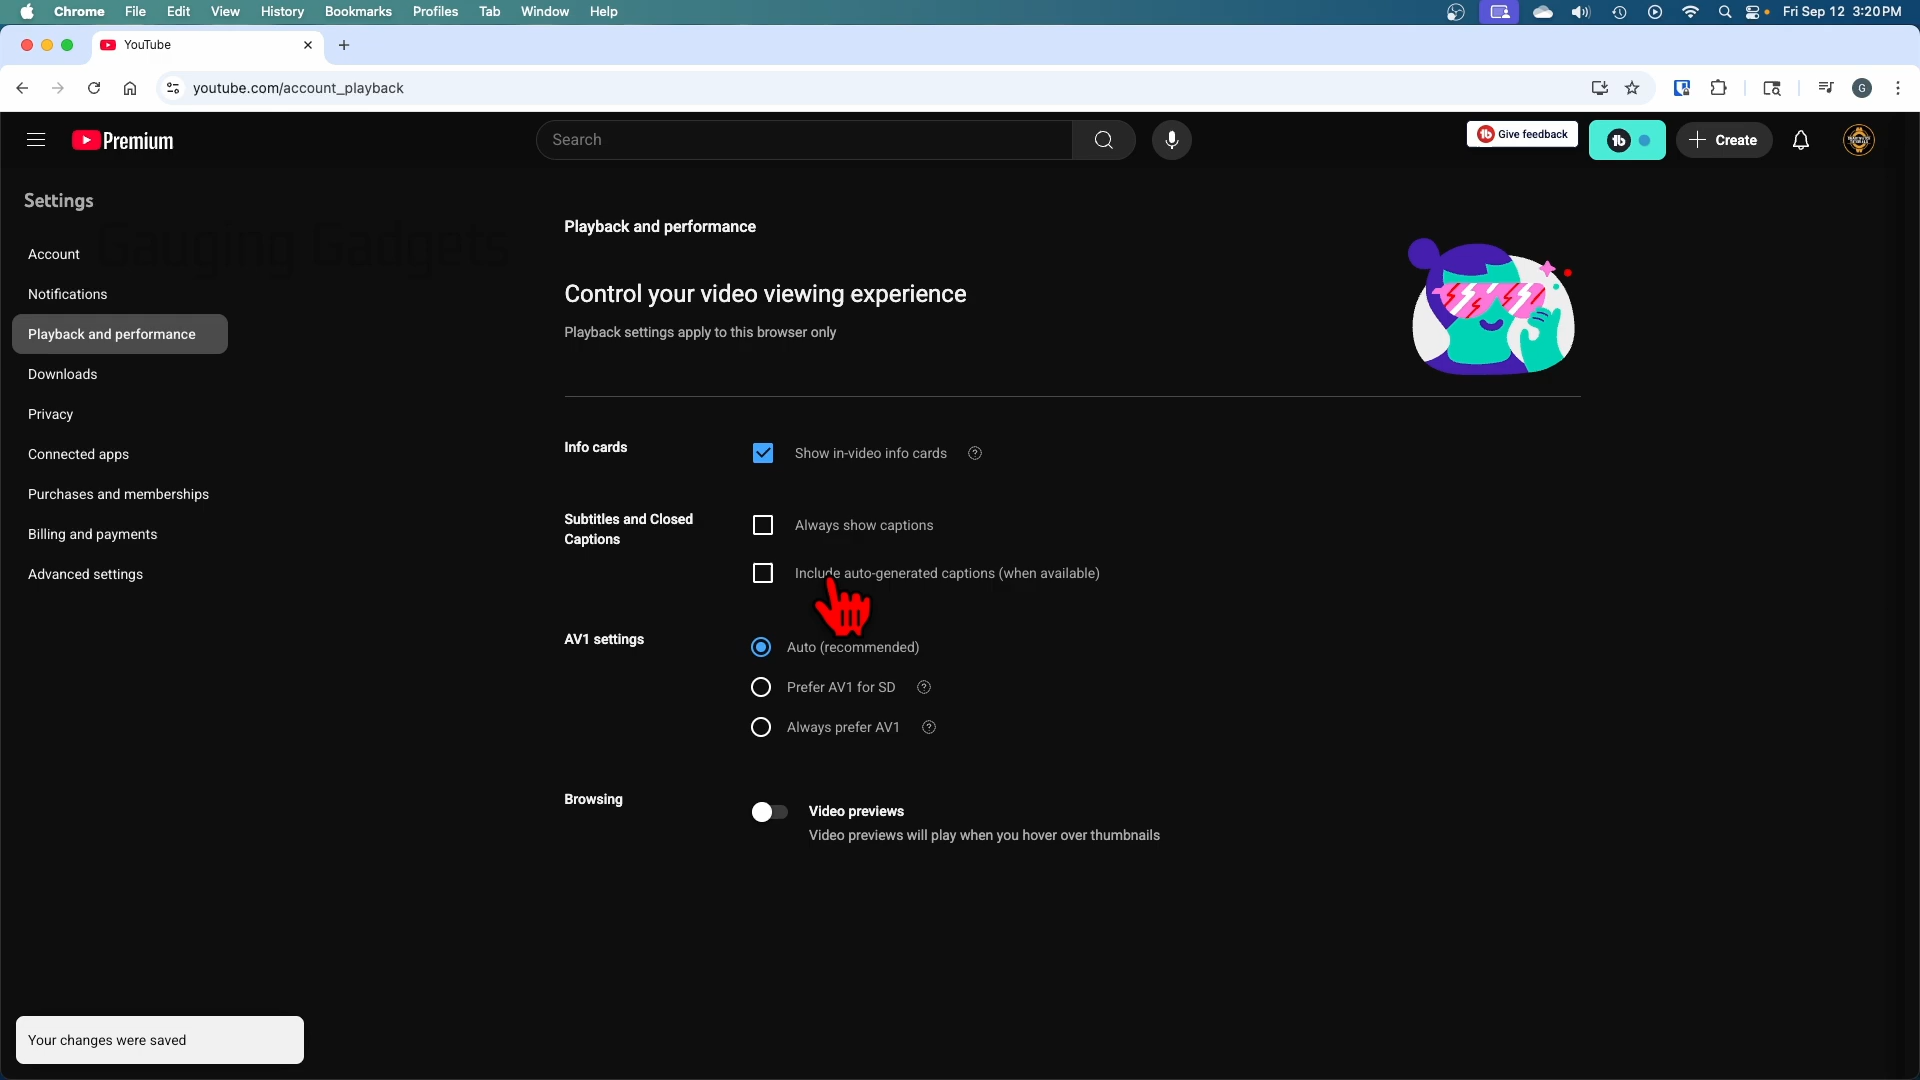 Chrome File Edit View History Bookmarks Profiles Tab Window Help Fri Sep 12 3:20 PM
YouTube
youtube.com/account_playback G
Premium Search Give feedback Create
Settings
Gauging Gadgets
Account
Notifications
Playback and performance
Downloads
Privacy
Connected apps
Purchases and memberships
Billing and payments
Advanced settings
Playback and performance
Control your video viewing experience
Playback settings apply to this browser only
Info cards Show in-video info cards
Subtitles and Closed
Captions
Always show captions
Include auto-generated captions (when available)
AV1 settings Auto (recommended)
Prefer AV1 for SD
Always prefer AV1
Browsing Video previews
Video previews will play when you hover over thumbnails
Your changes were saved